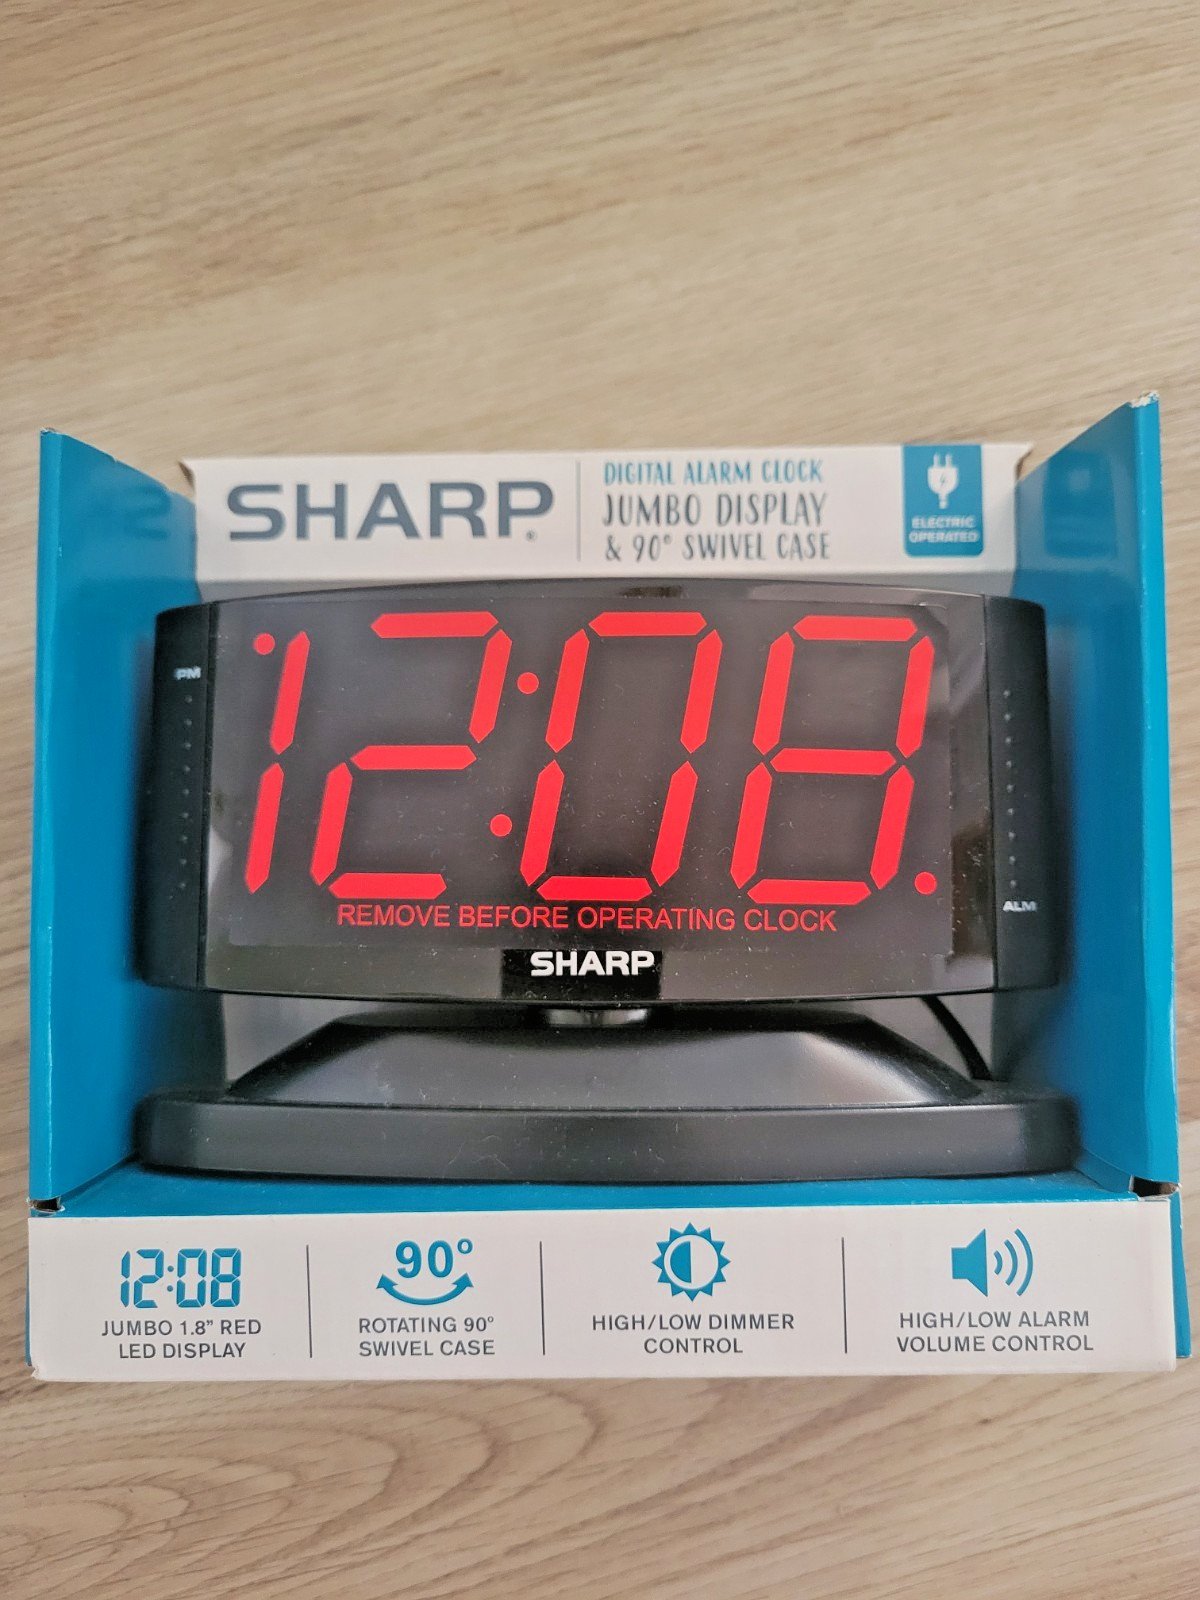 SHARP®
DIGITAL ALARM CLOCK
JUMBO DISPLAY
& 90° SWIVEL CASE
ELECTRIC
OPERATED
PM
12:08
ALM
REMOVE BEFORE OPERATING CLOCK
SHARP
12:08
JUMBO 1.8” RED
LED DISPLAY
90°
ROTATING 90°
SWIVEL CASE
HIGH/LOW DIMMER
CONTROL
HIGH/LOW ALARM
VOLUME CONTROL